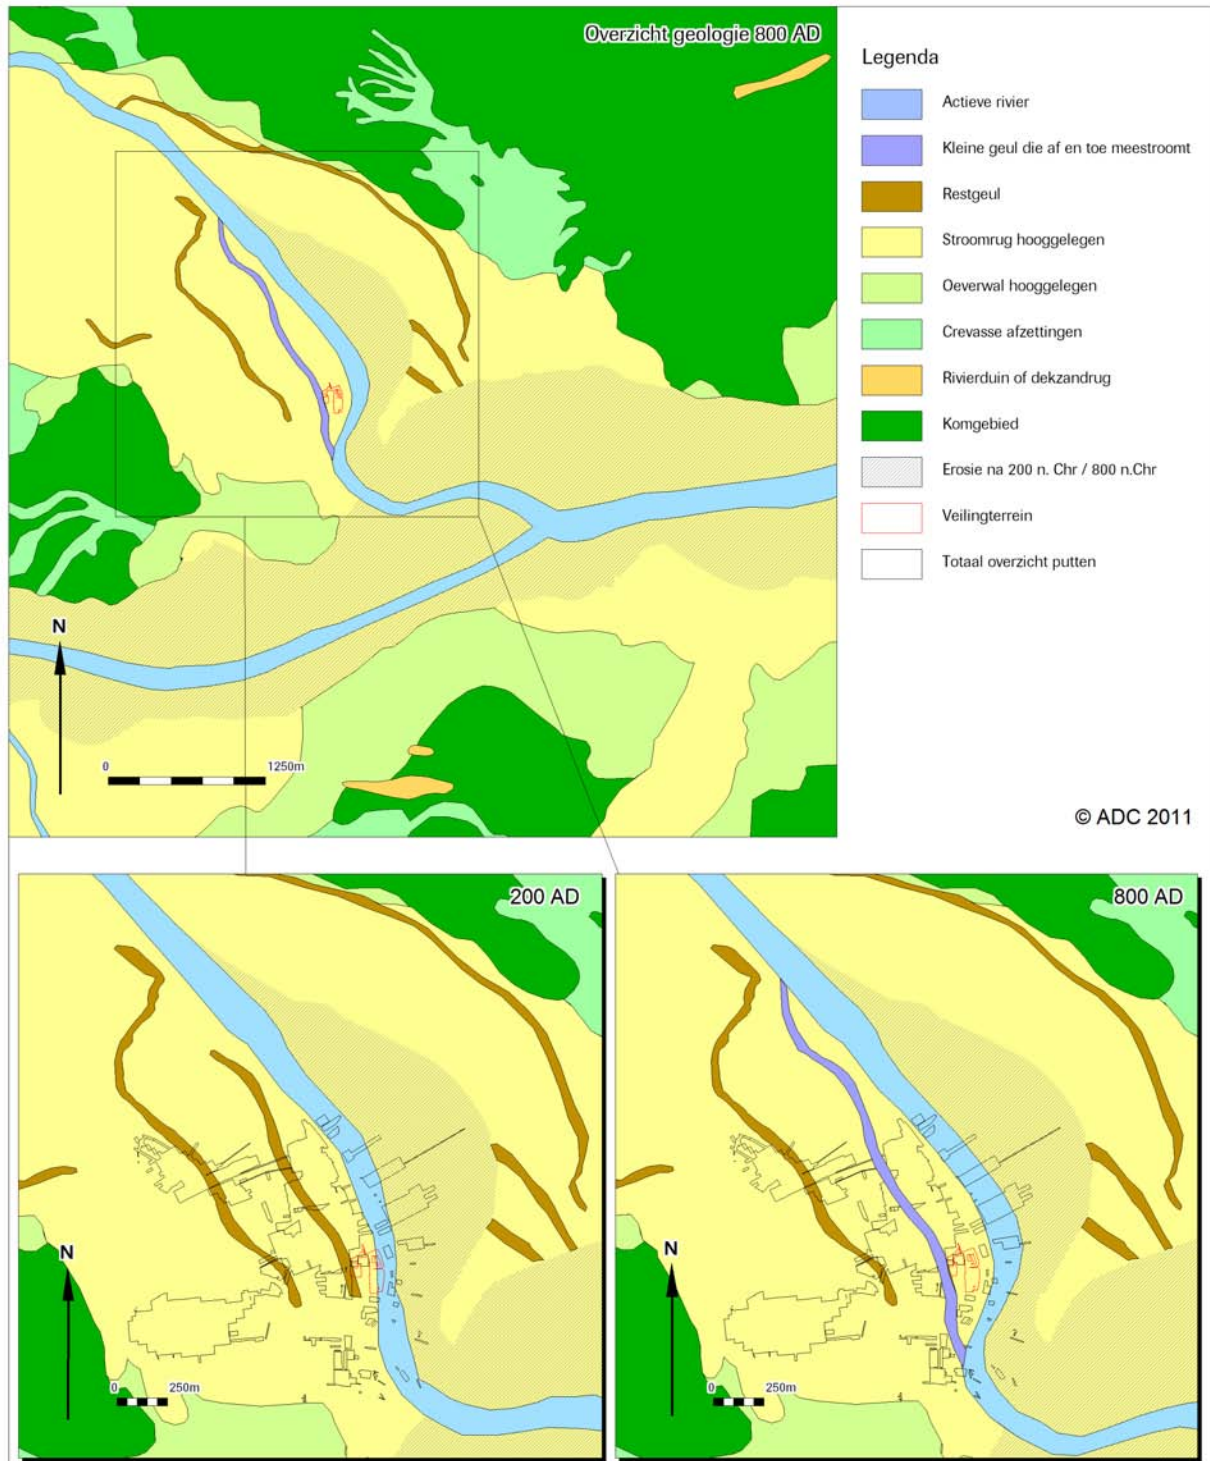 Overzicht geologie 800 AD
Legenda
Actieve rivier
Kleine geul die af en toe meestroomt
Restgeul
Stroomrug hooggelegen
Oeverwal hooggelegen
Crevasse afzettingen
Rivierduin of dekzandrug
Komgebied
Erosie na 200 n. Chr / 800 n.Chr
Veilingterrein
Totaal overzicht putten
N
0 1250m
© ADC 2011
200 AD
N
0 250m
800 AD
N
0 250m